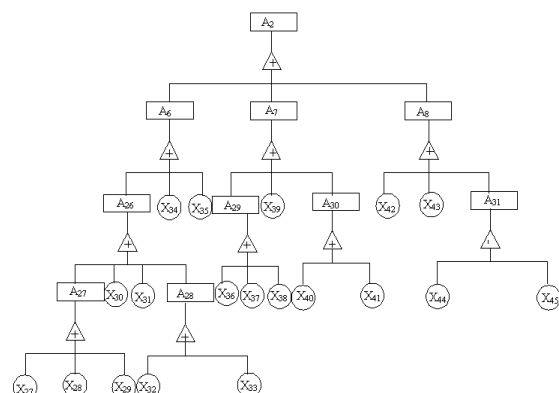 A2
+
A6 A7 A8
+ + +
A26 X34 X35 A29 X39 A30 X42 X43 A31
+ + + -
A27 X30 X31 A28 X36 X37 X38 X40 X41 X44 X45
+ +
X27 X28 X29 X32 X33